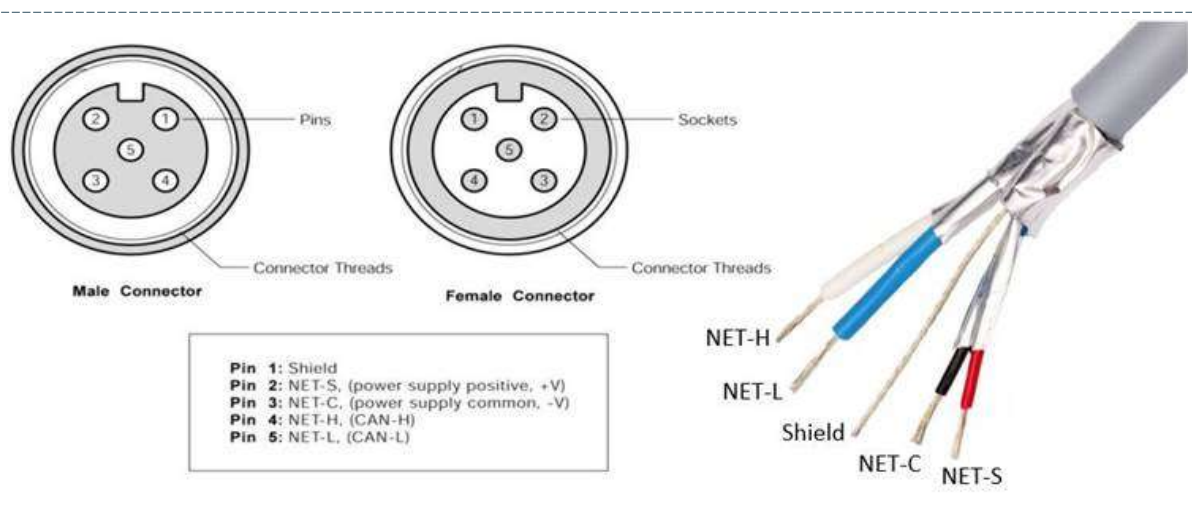 2
1
5
3
4
Pins
Connector Threads
Male Connector
1
2
5
4
3
Sockets
Connector Threads
Female Connector
Pin 1: Shield
Pin 2: NET-S, (power supply positive, +V)
Pin 3: NET-C, (power supply common, –V)
Pin 4: NET-H, (CAN-H)
Pin 5: NET-L, (CAN-L)
NET-H
NET-L
Shield
NET-C
NET-S